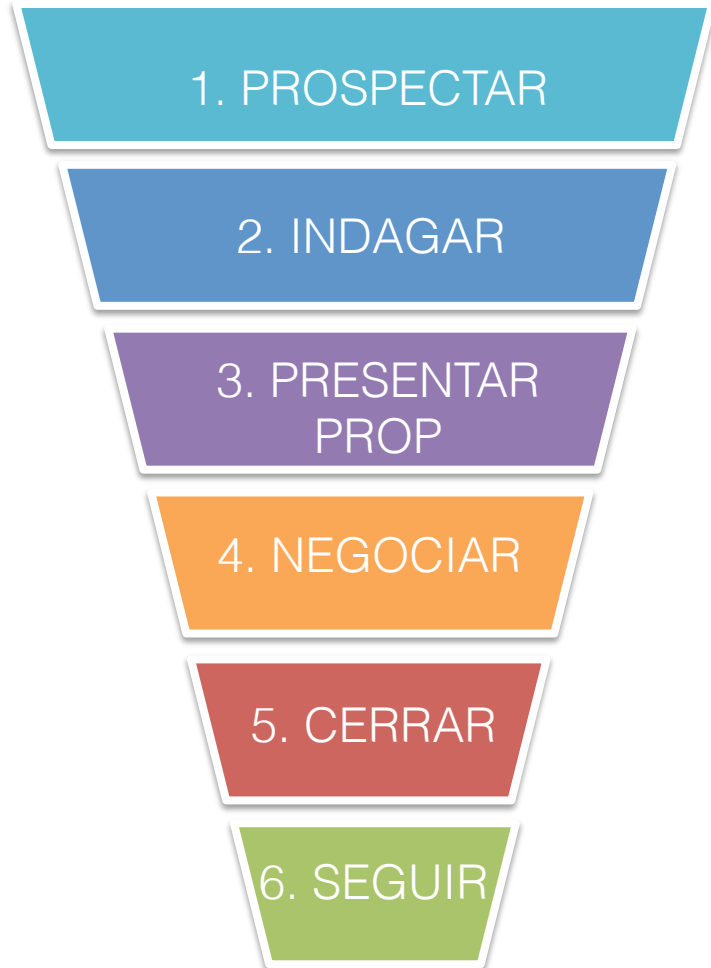 1. PROSPECTAR
2. INDAGAR
3. PRESENTAR
PROP
4. NEGOCIAR
5. CERRAR
6. SEGUIR